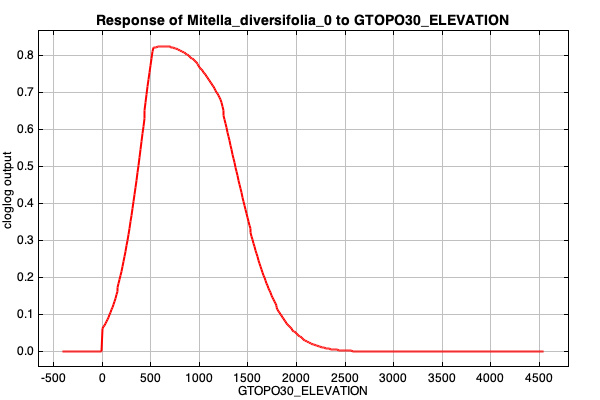 Response of Mitella_diversifolia_0 to GTOPO30_ELEVATION
cloglog output
0.8
0.7
0.6
0.5
0.4
0.3
0.2
0.1
0.0
-500 0 500 1000 1500 2000 2500 3000 3500 4000 4500
GTOPO30_ELEVATION